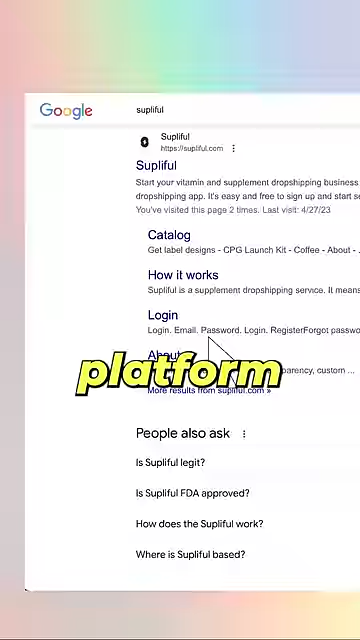 Google
supliful
Supliful
https://supliful.com
Supliful
Start your vitamin and supplement dropshipping business
dropshipping app. It's easy and free to sign up and start se
You've visited this page 2 times. Last visit: 4/27/23
Catalog
Get label designs - CPG Launch Kit - Coffee - About - ..
How it works
Supliful is a supplement dropshipping service. It means
Login
Login. Email. Password. Login. RegisterForgot passwo
About
parency, custom ...
platform
More results from supliful.com »
People also ask
Is Supliful legit?
Is Supliful FDA approved?
How does the Supliful work?
Where is Supliful based?